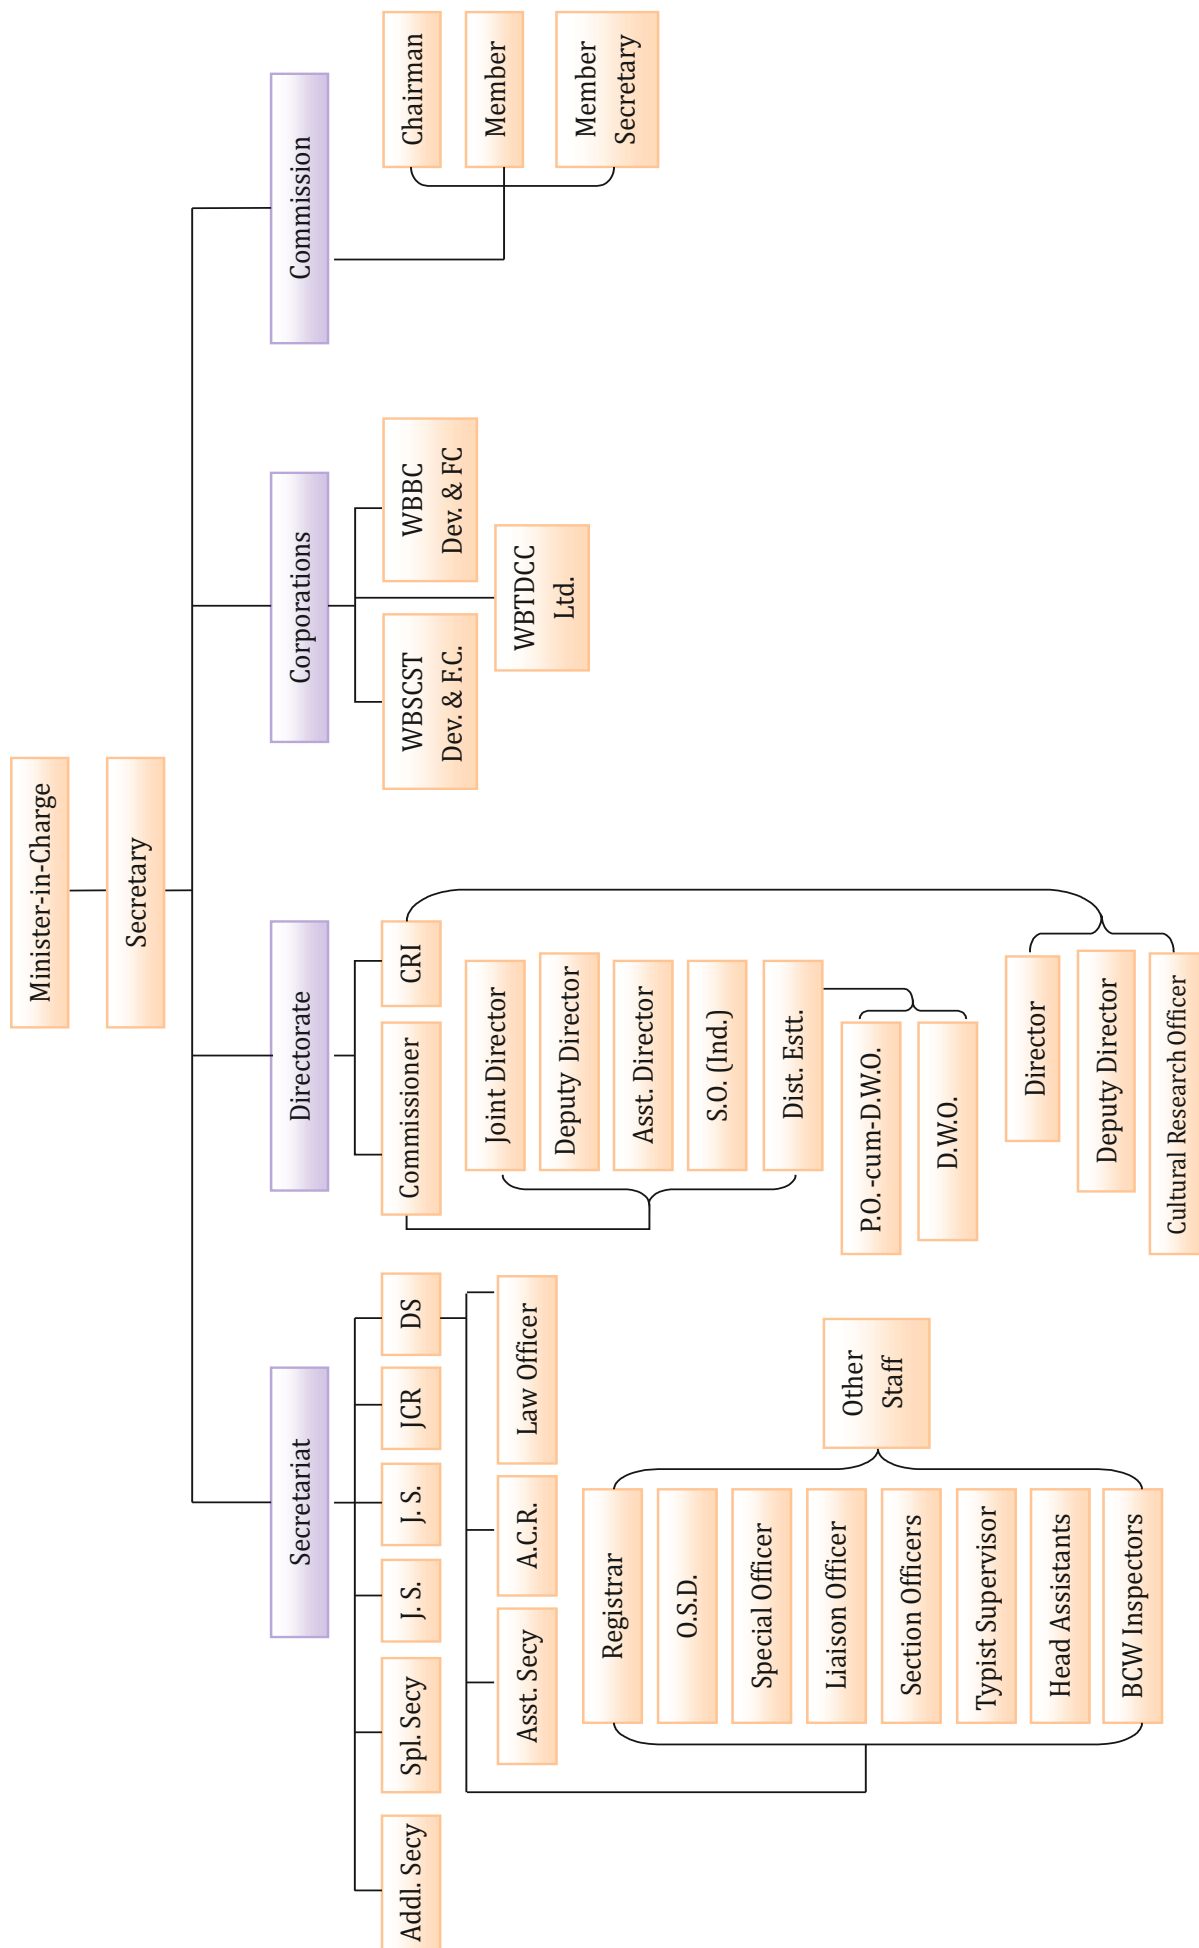 Minister-in-Charge
Secretary
Secretariat
Directorate
Corporations
Commission
Addl. Secy
Spl. Secy
J. S.
J. S.
JCR
DS
Asst. Secy
A.C.R.
Law Officer
Registrar
O.S.D.
Special Officer
Liaison Officer
Section Officers
Typist Supervisor
Head Assistants
BCW Inspectors
Other
Staff
Commissioner
CRI
Joint Director
Deputy Director
Asst. Director
S.O. (Ind.)
Dist. Estt.
P.O. -cum-D.W.O.
D.W.O.
Director
Deputy Director
Cultural Research Officer
WBSCST
Dev. & F.C.
WBBC
Dev. & FC
WBTDCC
Ltd.
Chairman
Member
Member
Secretary